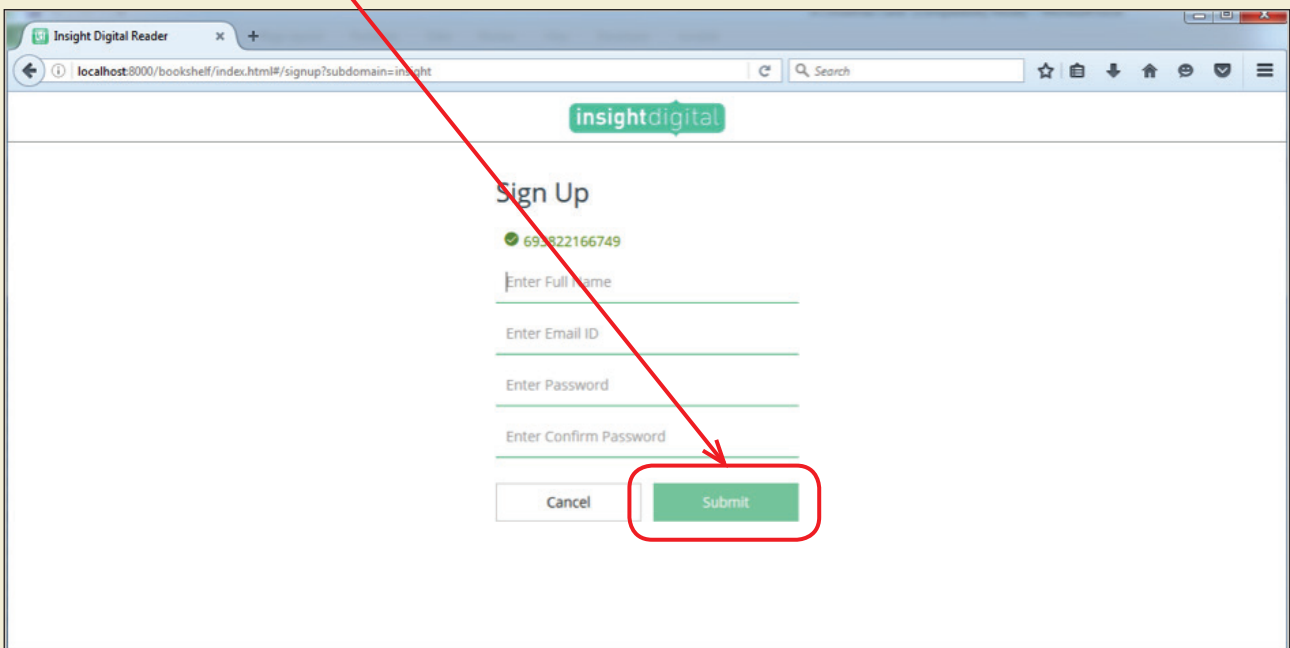 Insight Digital Reader
localhost:8000/bookshelf/index.html#/signup?subdomain=insight
Search
insightdigital
Sign Up
693822166749
Enter Full Name
Enter Email ID
Enter Password
Enter Confirm Password
Cancel
Submit